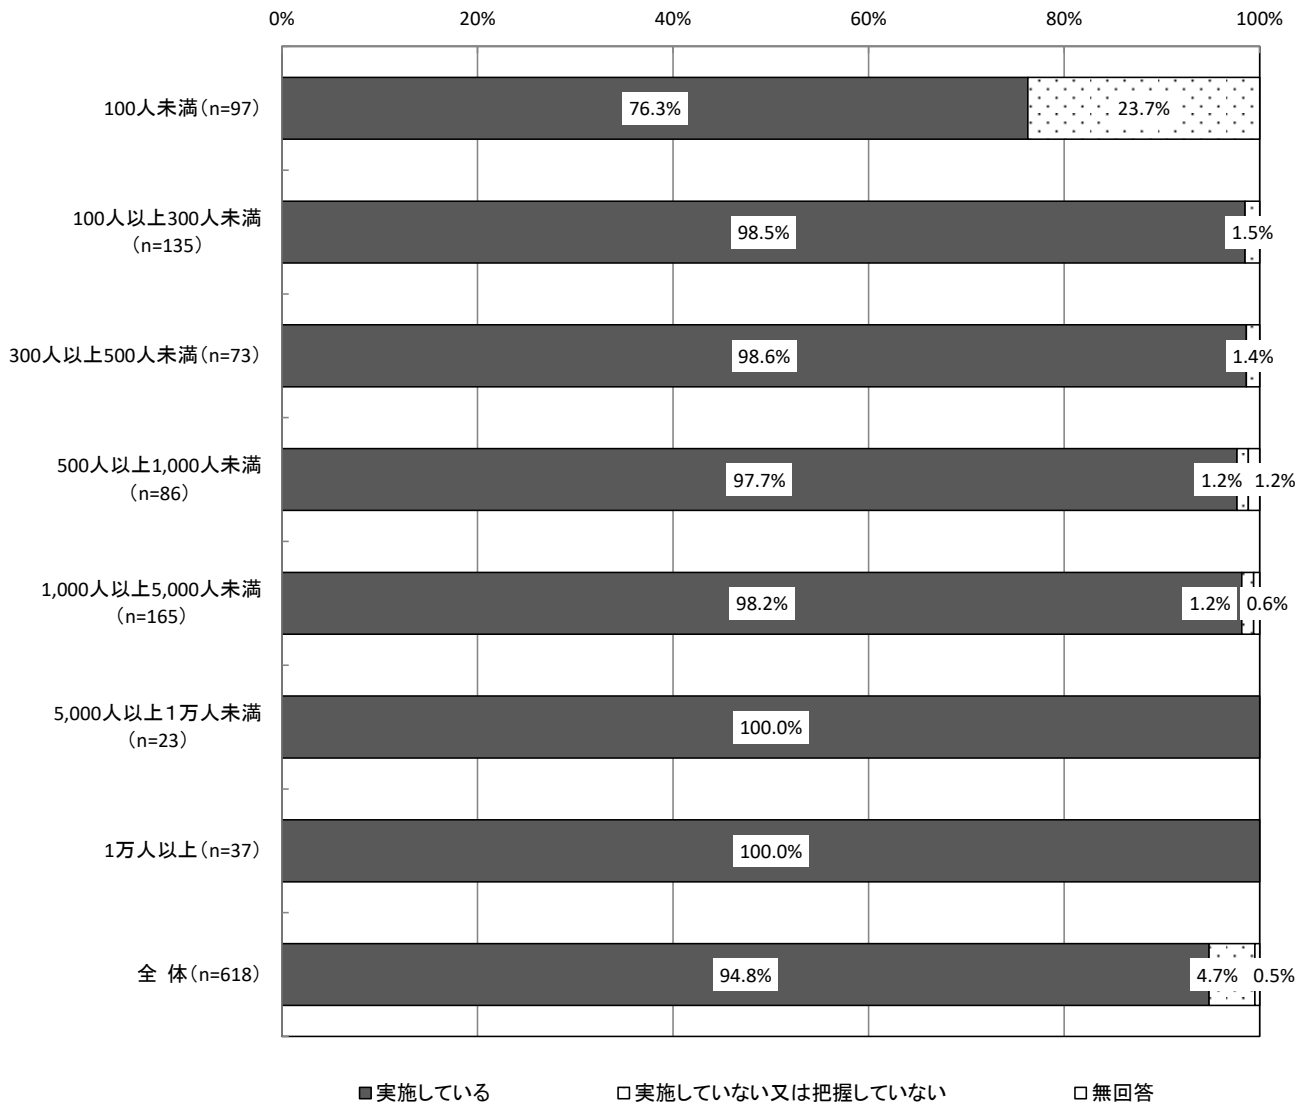 0% 20% 40% 60% 80% 100%
100人未満（n=97） 76.3% 23.7%
100人以上300人未満
（n=135）
98.5% 1.5%
300人以上500人未満（n=73） 98.6% 1.4%
500人以上1,000人未満
（n=86）
97.7% 1.2% 1.2%
1,000人以上5,000人未満
（n=165）
98.2% 1.2% 0.6%
5,000人以上１万人未満
（n=23）
100.0%
1万人以上（n=37） 100.0%
全 体（n=618） 94.8% 4.7% 0.5%
実施している 実施していない又は把握していない 無回答